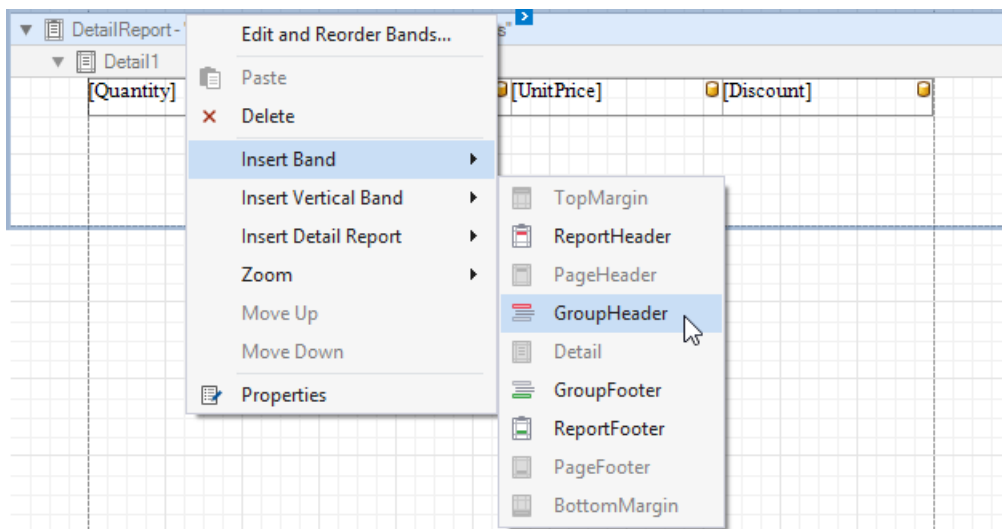 DetailReport - " s"
Detail1
[Quantity] [UnitPrice] [Discount]
Edit and Reorder Bands...
Paste
Delete
Insert Band
Insert Vertical Band
Insert Detail Report
Zoom
Move Up
Move Down
Properties
TopMargin
ReportHeader
PageHeader
GroupHeader
Detail
GroupFooter
ReportFooter
PageFooter
BottomMargin